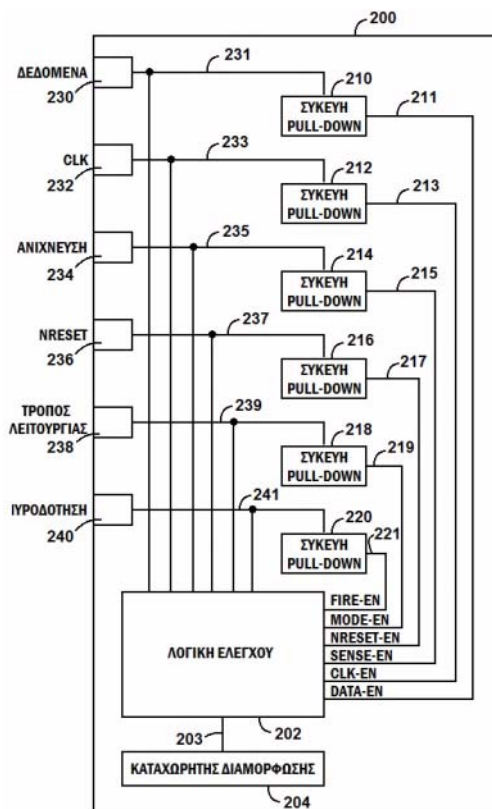 200
ΔΕΔΟΜΕΝΑ
230
231
210
ΣΥΚΕΥΗ
PULL-DOWN
211
CLK
232
233
212
ΣΥΚΕΥΗ
PULL-DOWN
213
ΑΝΙΧΝΕΥΣΗ
234
235
214
ΣΥΚΕΥΗ
PULL-DOWN
215
NRESET
236
237
216
ΣΥΚΕΥΗ
PULL-DOWN
217
ΤΡΟΠΟΣ
ΛΕΙΤΟΥΡΓΙΑΣ
238
239
218
ΣΥΚΕΥΗ
PULL-DOWN
219
ΙΥΡΟΔΟΤΗΣΗ
240
241
220
ΣΥΚΕΥΗ
PULL-DOWN
221
ΛΟΓΙΚΗ ΕΛΕΓΧΟΥ
FIRE-EN
MODE-EN
NRESET-EN
SENSE-EN
CLK-EN
DATA-EN
203
202
ΚΑΤΑΧΩΡΗΤΗΣ ΔΙΑΜΟΡΦΩΣΗΣ
204